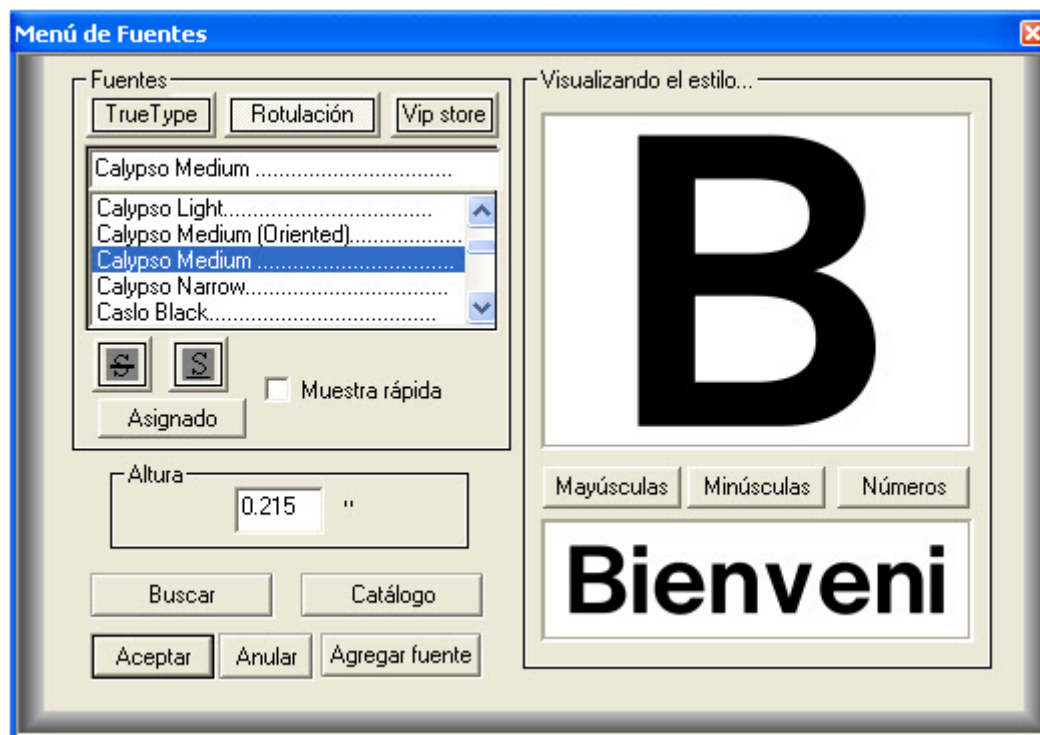 Menú de Fuentes
Fuentes
TrueType Rotulación Vip store
Calypso Medium ................................
Calypso Light..................................
Calypso Medium (Oriented)...................
Calypso Medium ................................
Calypso Narrow.................................
Caslo Black.....................................
S S
Muestra rápida
Asignado
Altura
0.215 "
Buscar Catálogo
Aceptar Anular Agregar fuente
Visualizando el estilo...
B
Mayúsculas Minúsculas Números
Bienveni